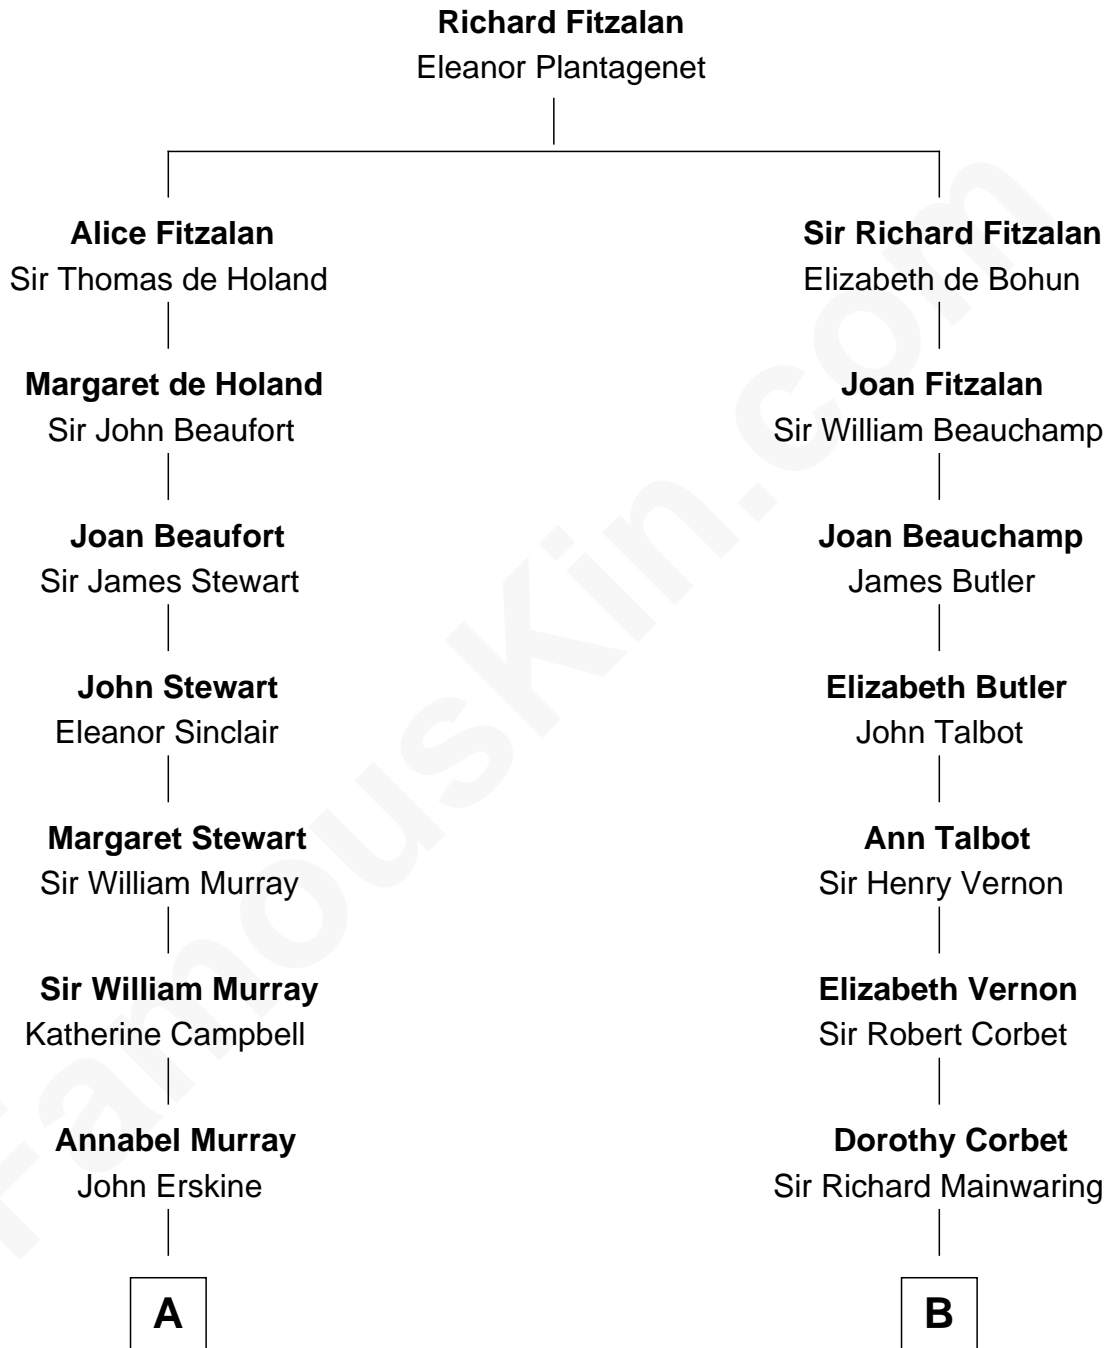 Richard Fitzalan
Eleanor Plantagenet
Alice Fitzalan
Sir Thomas de Holand
Sir Richard Fitzalan
Elizabeth de Bohun
Margaret de Holand
Sir John Beaufort
Joan Fitzalan
Sir William Beauchamp
Joan Beaufort
Sir James Stewart
Joan Beauchamp
James Butler
John Stewart
Eleanor Sinclair
Elizabeth Butler
John Talbot
Margaret Stewart
Sir William Murray
Ann Talbot
Sir Henry Vernon
Sir William Murray
Katherine Campbell
Elizabeth Vernon
Sir Robert Corbet
Annabel Murray
John Erskine
Dorothy Corbet
Sir Richard Mainwaring
A
B
FamousKin.com